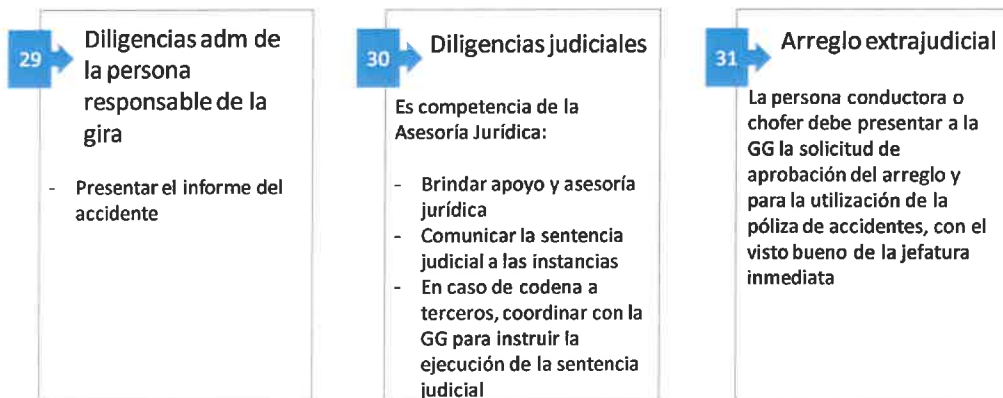 29
Diligencias adm de
la persona
responsable de la
gira
- Presentar el informe del
accidente
30
Diligencias judiciales
Es competencia de la
Asesoría Jurídica:
- Brindar apoyo y asesoría
jurídica
- Comunicar la sentencia
judicial a las instancias
- En caso de codena a
terceros, coordinar con la
GG para instruir la
ejecución de la sentencia
judicial
31
Arreglo extrajudicial
La persona conductora o
chofer debe presentar a la
GG la solicitud de
aprobación del arreglo y
para la utilización de la
póliza de accidentes, con el
visto bueno de la jefatura
inmediata